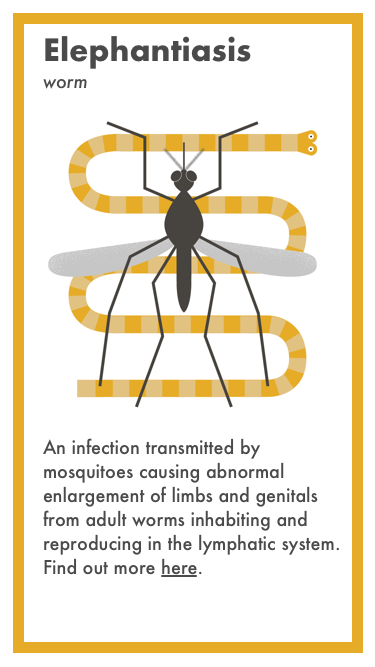 Elephantiasis
worm
An infection transmitted by
mosquitoes causing abnormal
enlargement of limbs and genitals
from adult worms inhabiting and
reproducing in the lymphatic system.
Find out more here.